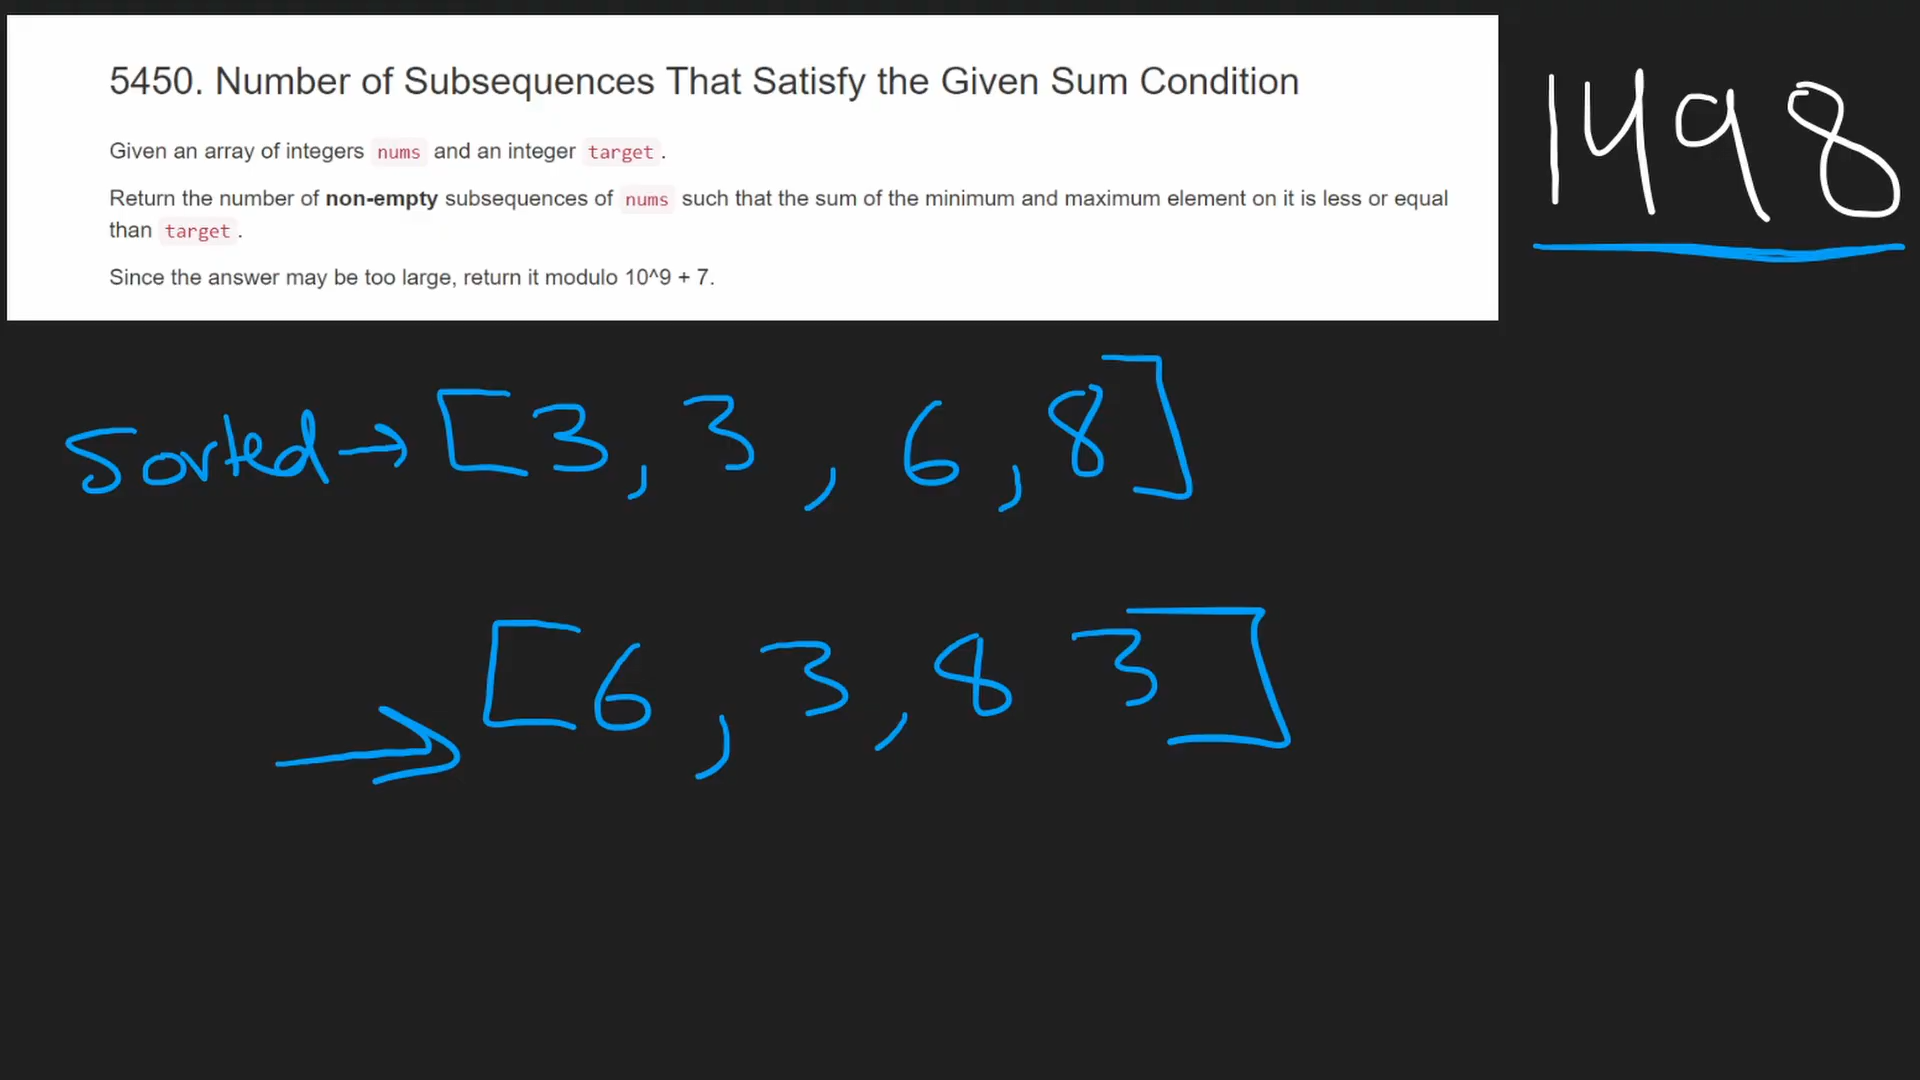 5450. Number of Subsequences That Satisfy the Given Sum Condition
1498
Given an array of integers nums and an integer target.
Return the number of non-empty subsequences of nums such that the sum of the minimum and maximum element on it is less or equal
than target.
Since the answer may be too large, return it modulo 10^9 + 7.
Sorted → [3, 3, 6, 8]
→ [6, 3, 8 3]